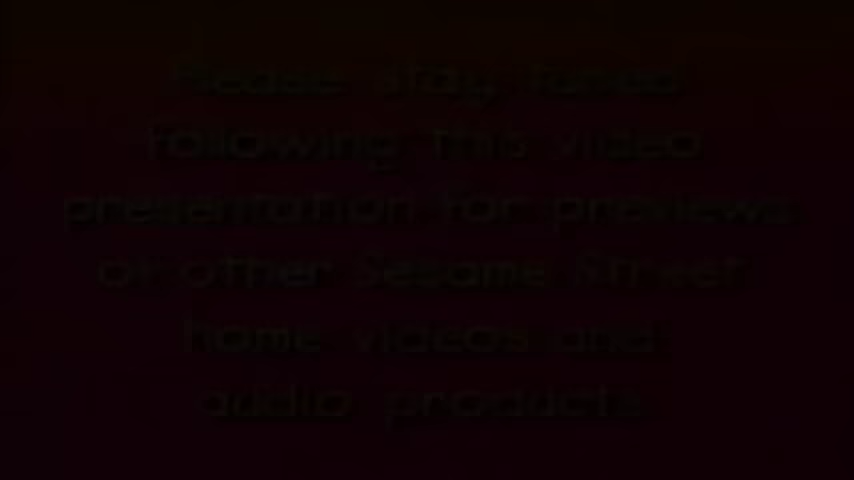 Please stay tuned
following this video
presentation for previews
of other Sesame Street
home videos and
audio products.